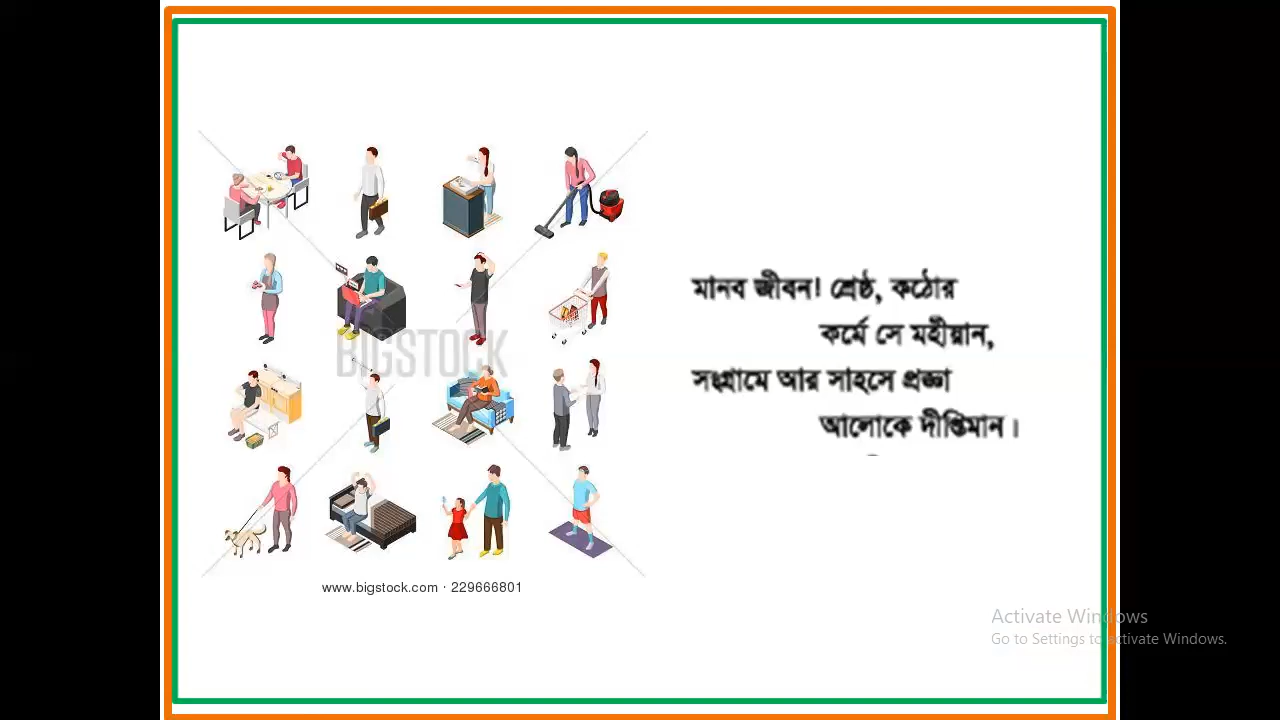 মানব জীবন! শ্রেষ্ঠ, কঠোর
কর্মে সে মহীয়ান,
সংগ্রামে আর সাহসে প্রজ্ঞা
আলোকে দীপ্তিমান।
BIGSTOCK
www.bigstock.com · 229666801
Activate Windows
Go to Settings to activate Windows.